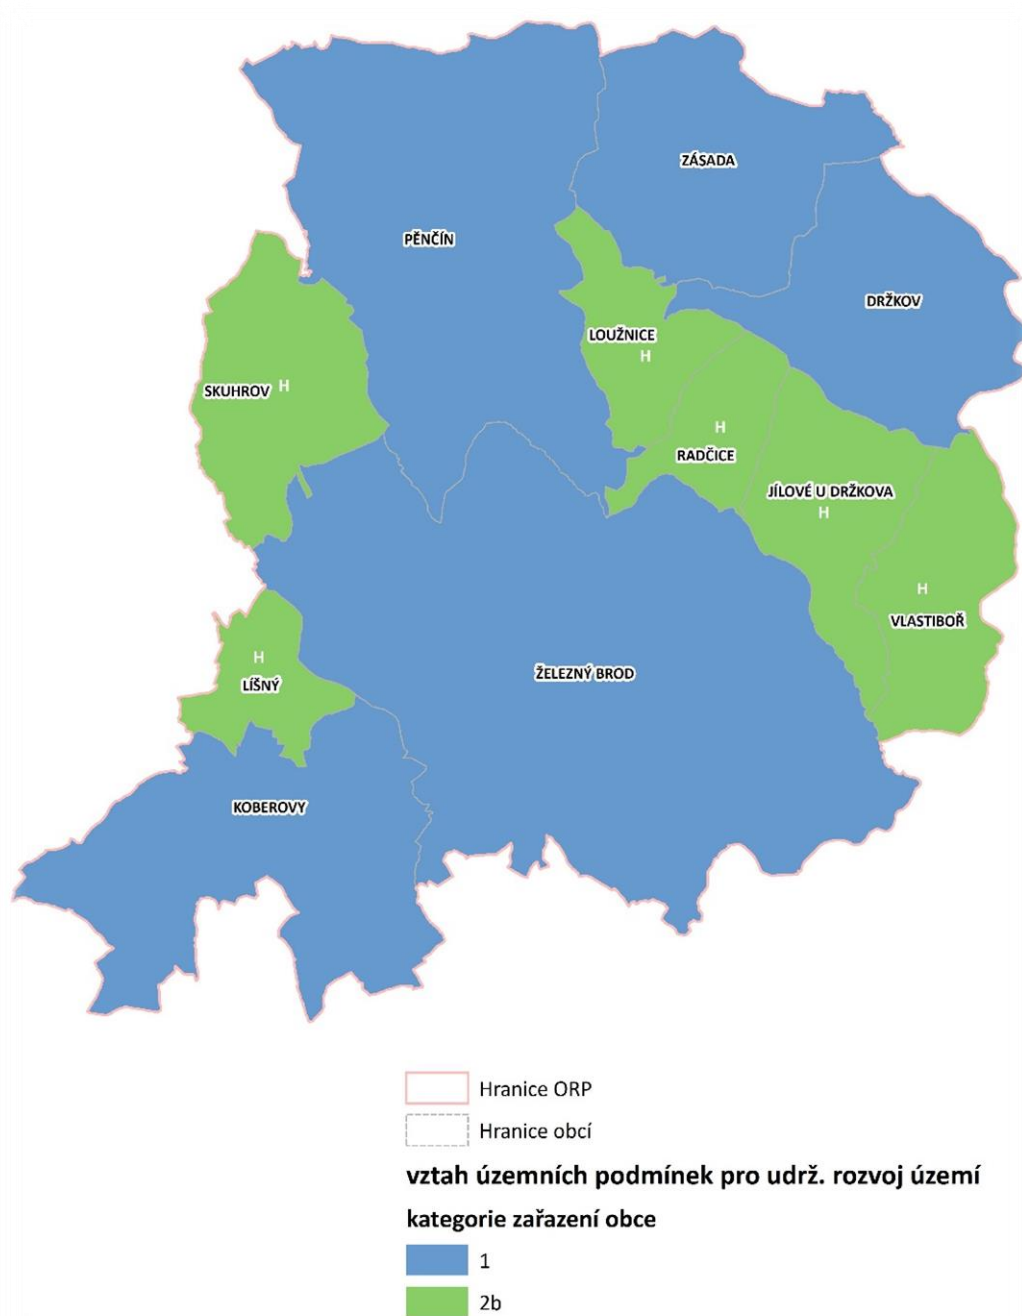 ZÁSADA
PĚNČÍN
DRŽKOV
LOUŽNICE
H
SKUHROV H
H
RADČICE
JÍLOVÉ U DRŽKOVA
H
H
VLASTIBOŘ
H
LÍŠNÝ
ŽELEZNÝ BROD
KOBEROVY
Hranice ORP
Hranice obcí
vztah územních podmínek pro udrž. rozvoj území
kategorie zařazení obce
1
2b